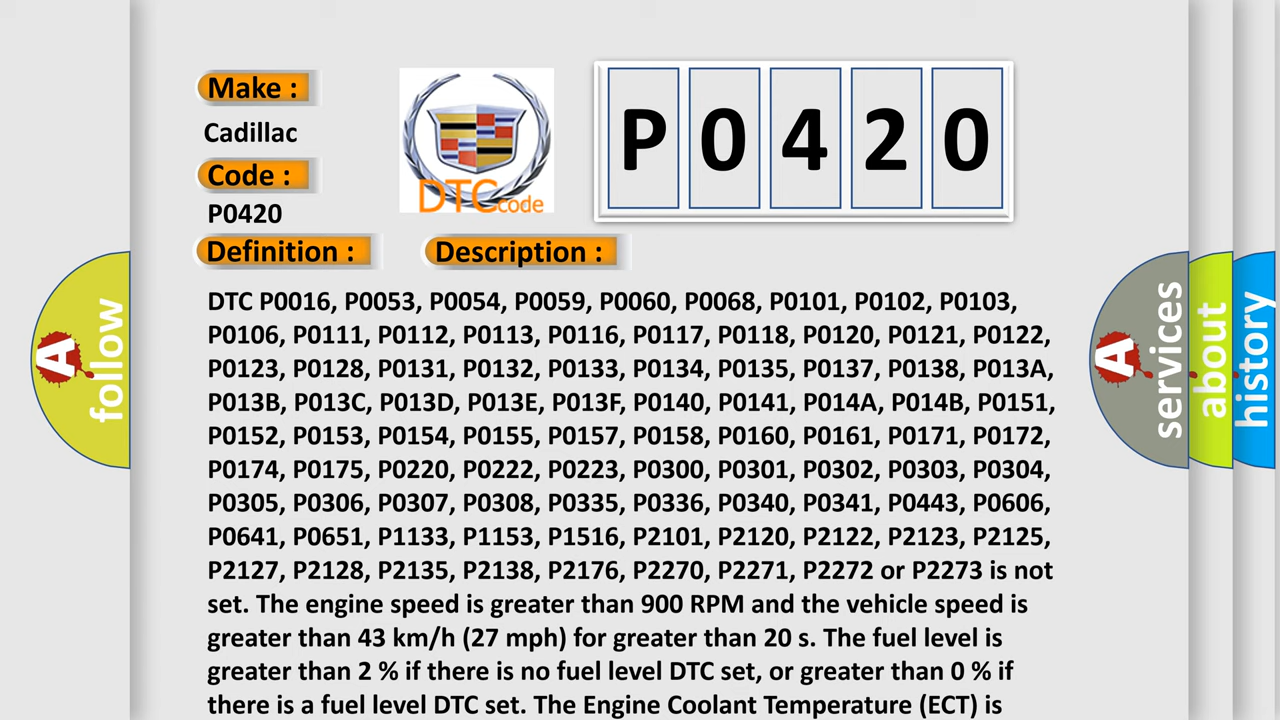 Make :
Cadillac
Code :
P0420
Definition :
Description :
DTC code
P 0 4 2 0
DTC P0016, P0053, P0054, P0059, P0060, P0068, P0101, P0102, P0103,
P0106, P0111, P0112, P0113, P0116, P0117, P0118, P0120, P0121, P0122,
P0123, P0128, P0131, P0132, P0133, P0134, P0135, P0137, P0138, P013A,
P013B, P013C, P013D, P013E, P013F, P0140, P0141, P014A, P014B, P0151,
P0152, P0153, P0154, P0155, P0157, P0158, P0160, P0161, P0171, P0172,
P0174, P0175, P0220, P0222, P0223, P0300, P0301, P0302, P0303, P0304,
P0305, P0306, P0307, P0308, P0335, P0336, P0340, P0341, P0443, P0606,
P0641, P0651, P1133, P1153, P1516, P2101, P2120, P2122, P2123, P2125,
P2127, P2128, P2135, P2138, P2176, P2270, P2271, P2272 or P2273 is not
set. The engine speed is greater than 900 RPM and the vehicle speed is
greater than 43 km/h (27 mph) for greater than 20 s. The fuel level is
greater than 2 % if there is no fuel level DTC set, or greater than 0 % if
there is a fuel level DTC set. The Engine Coolant Temperature (ECT) is
A
follow
A
services
about
history